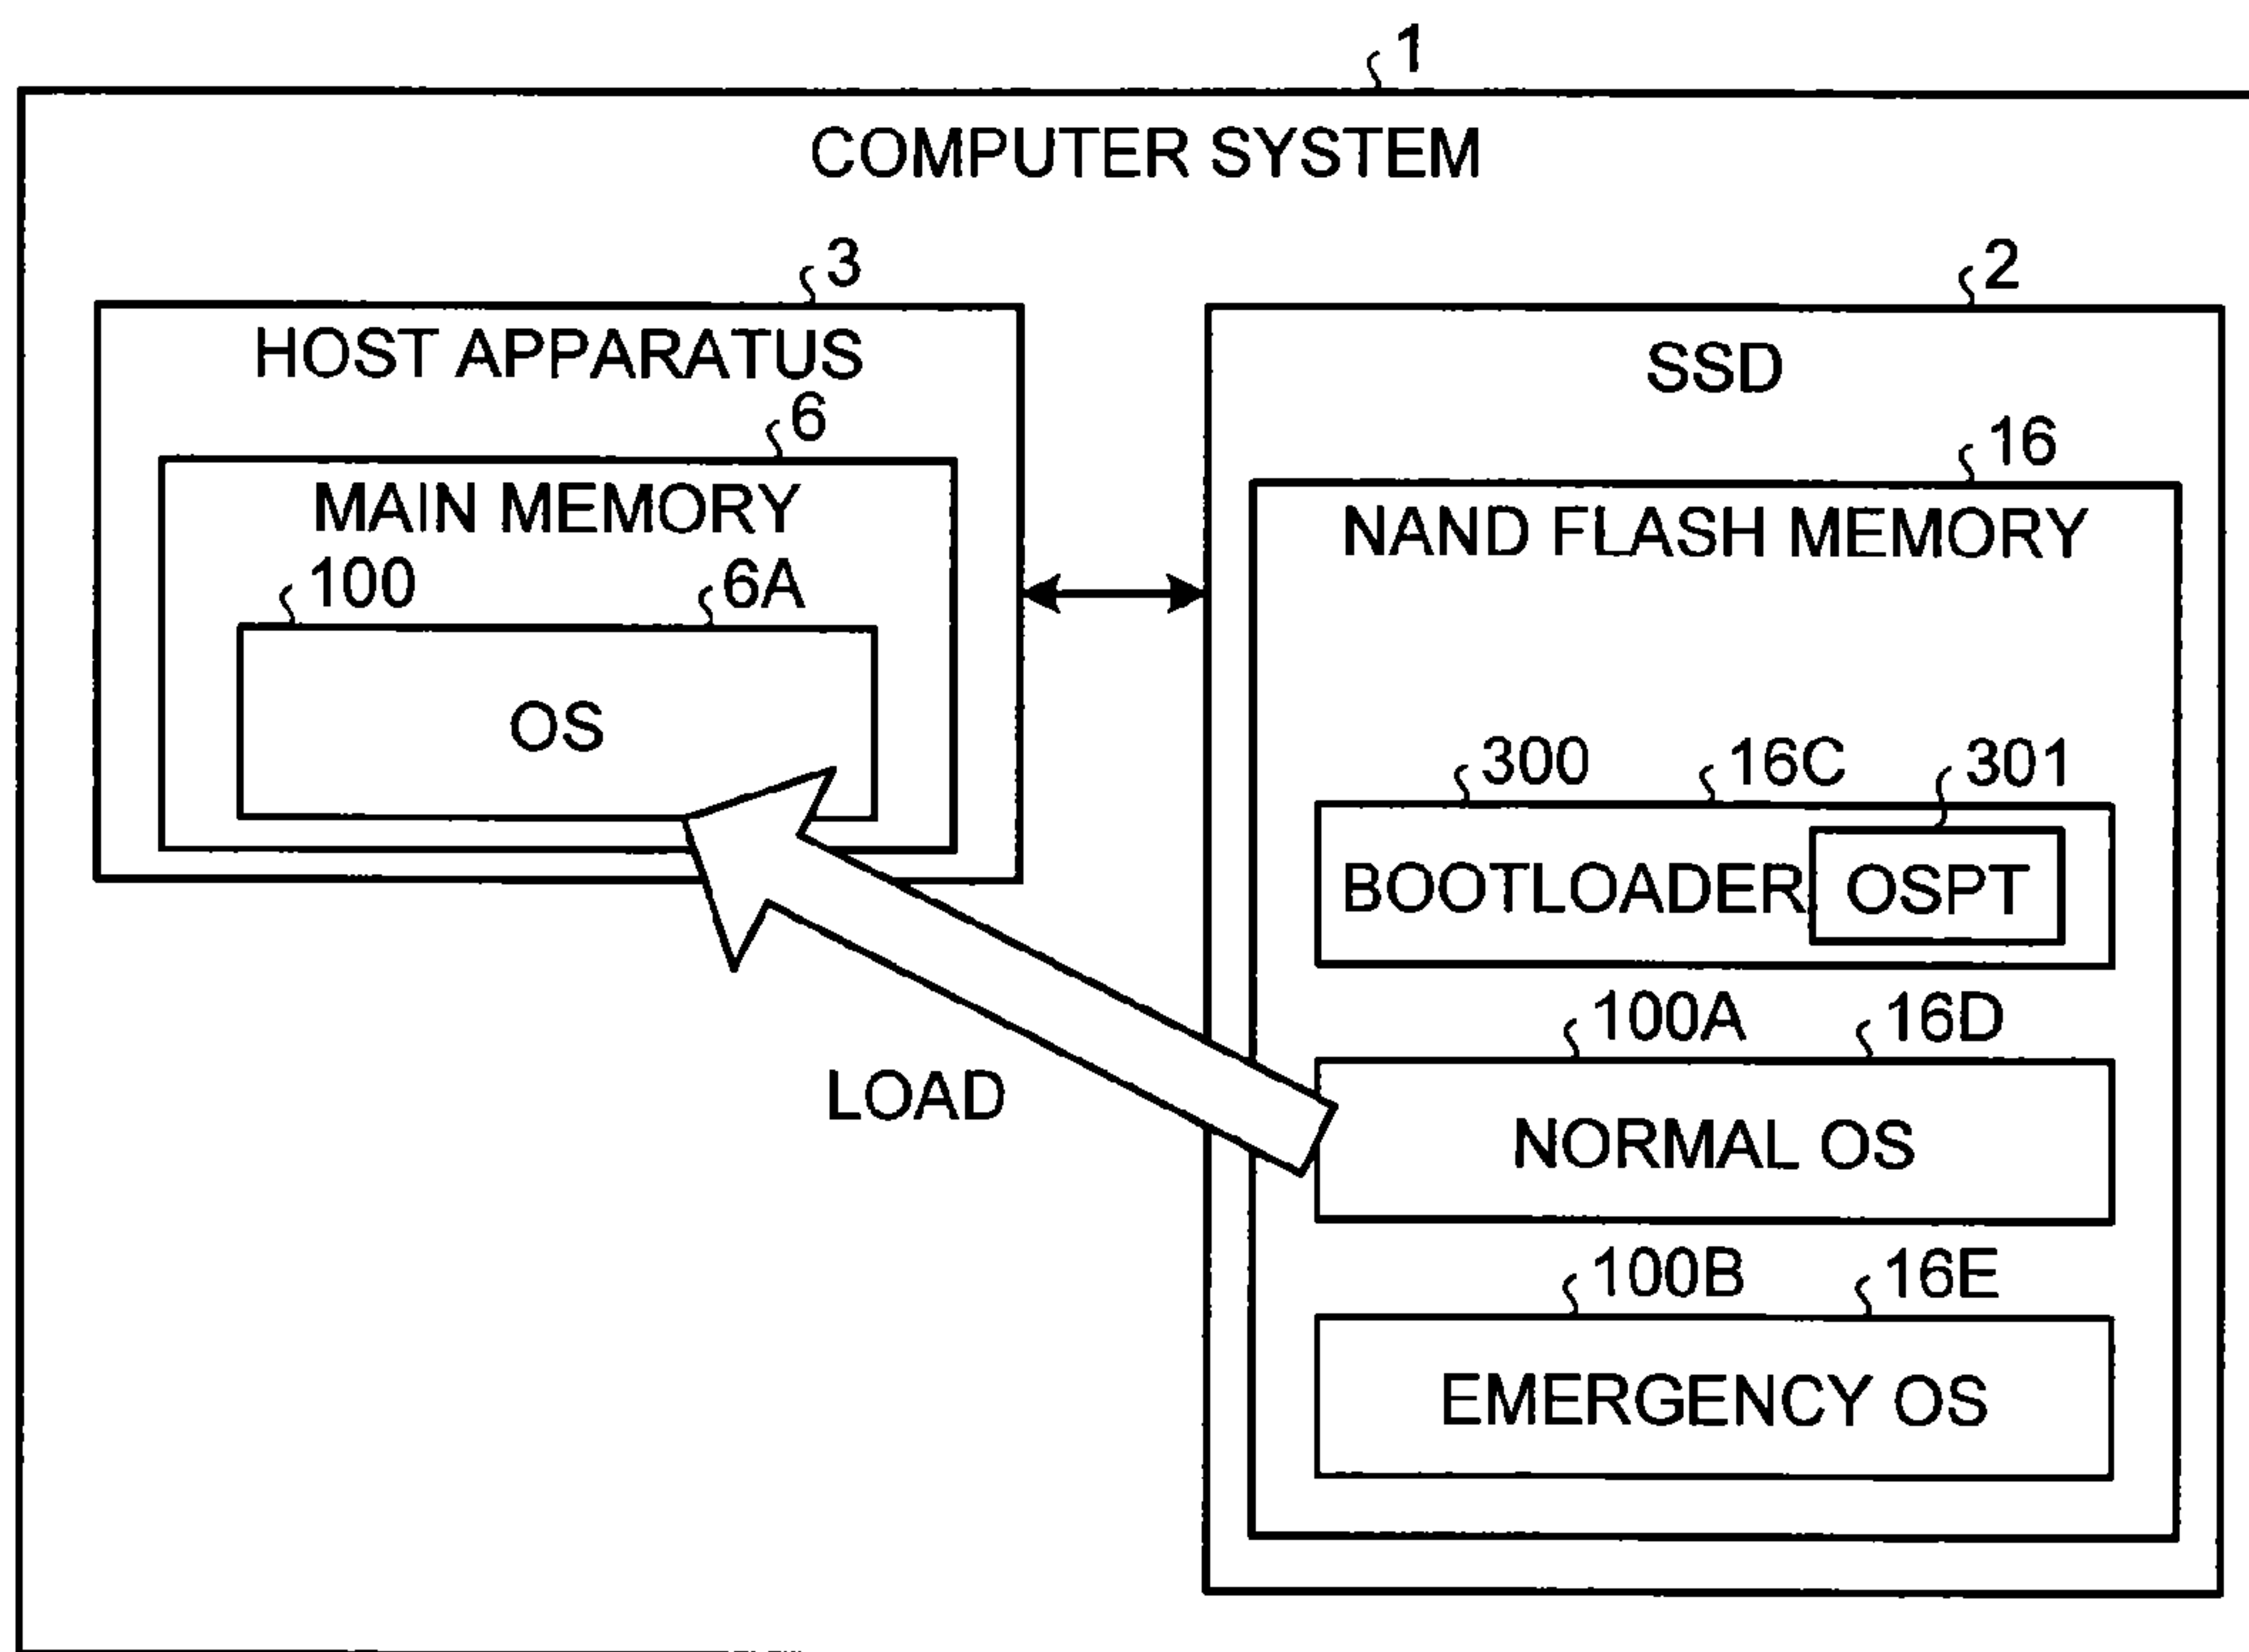 1
COMPUTER SYSTEM
3
HOST APPARATUS
6
MAIN MEMORY
100 6A
OS
2
SSD
16
NAND FLASH MEMORY
300 16C 301
BOOTLOADER OSPT
100A 16D
NORMAL OS
100B 16E
EMERGENCY OS
LOAD